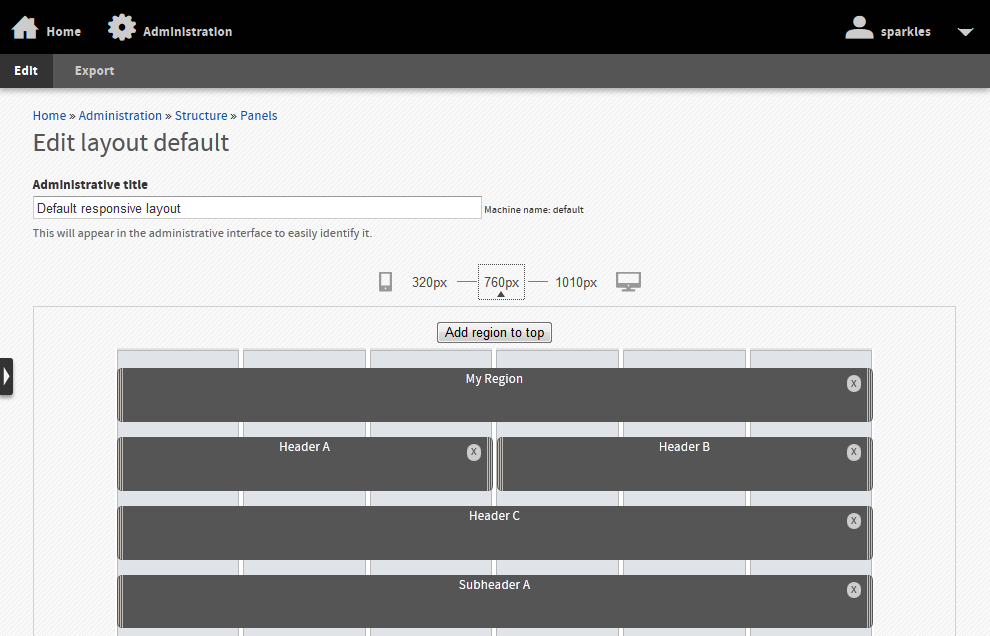 Home Administration sparkles
Edit Export
Home » Administration » Structure » Panels
Edit layout default
Administrative title
Default responsive layout Machine name: default
This will appear in the administrative interface to easily identify it.
320px 760px 1010px
Add region to top
My Region X
Header A X Header B X
Header C X
Subheader A X